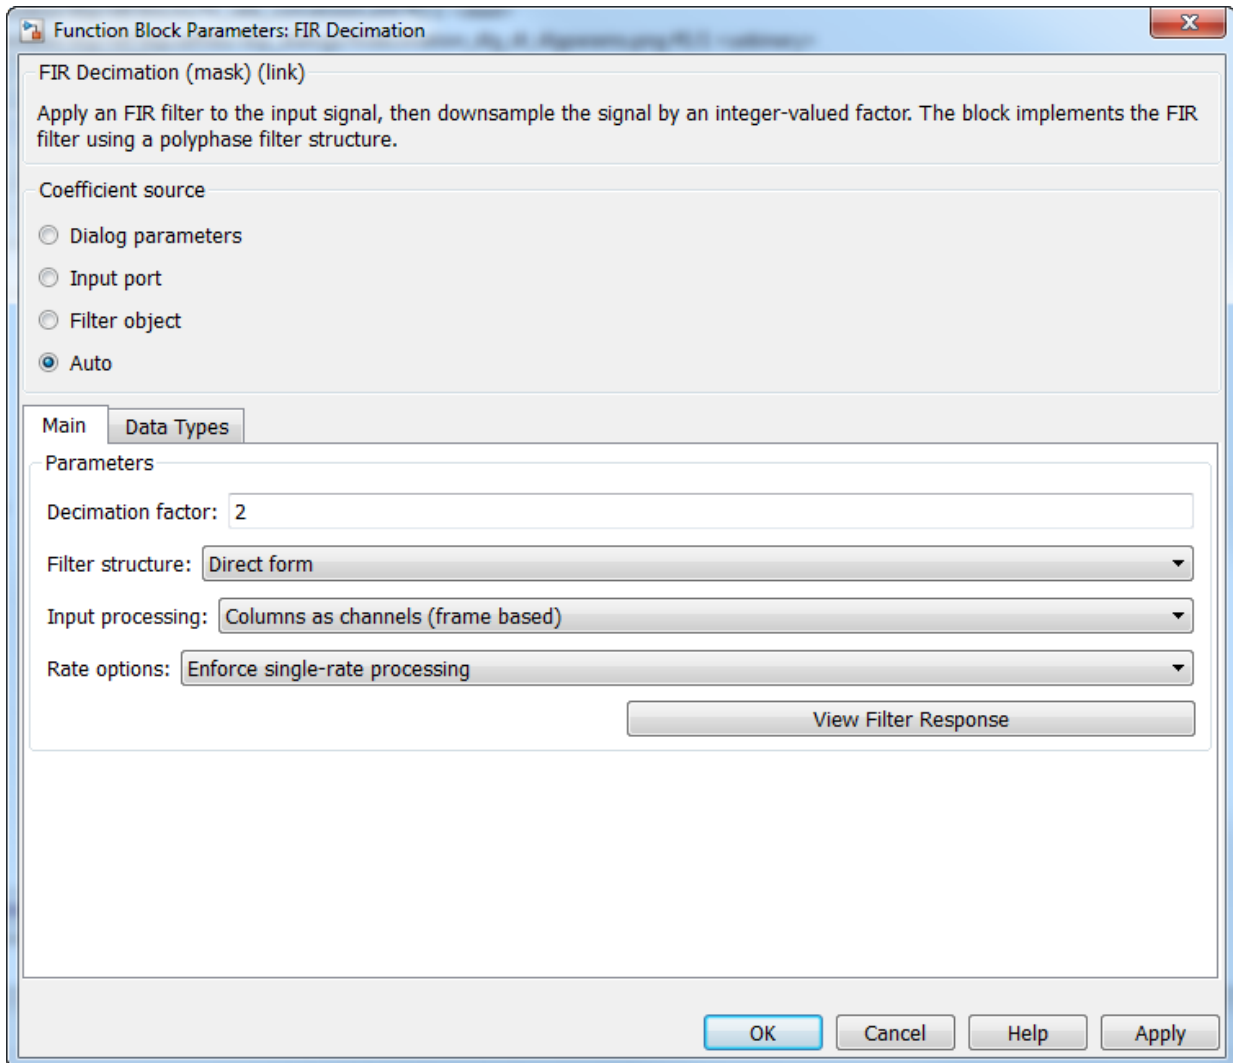 Function Block Parameters: FIR Decimation
FIR Decimation (mask) (link)
Apply an FIR filter to the input signal, then downsample the signal by an integer-valued factor. The block implements the FIR
filter using a polyphase filter structure.
Coefficient source
Dialog parameters
Input port
Filter object
Auto
Main Data Types
Parameters
Decimation factor: 2
Filter structure: Direct form
Input processing: Columns as channels (frame based)
Rate options: Enforce single-rate processing
View Filter Response
OK Cancel Help Apply